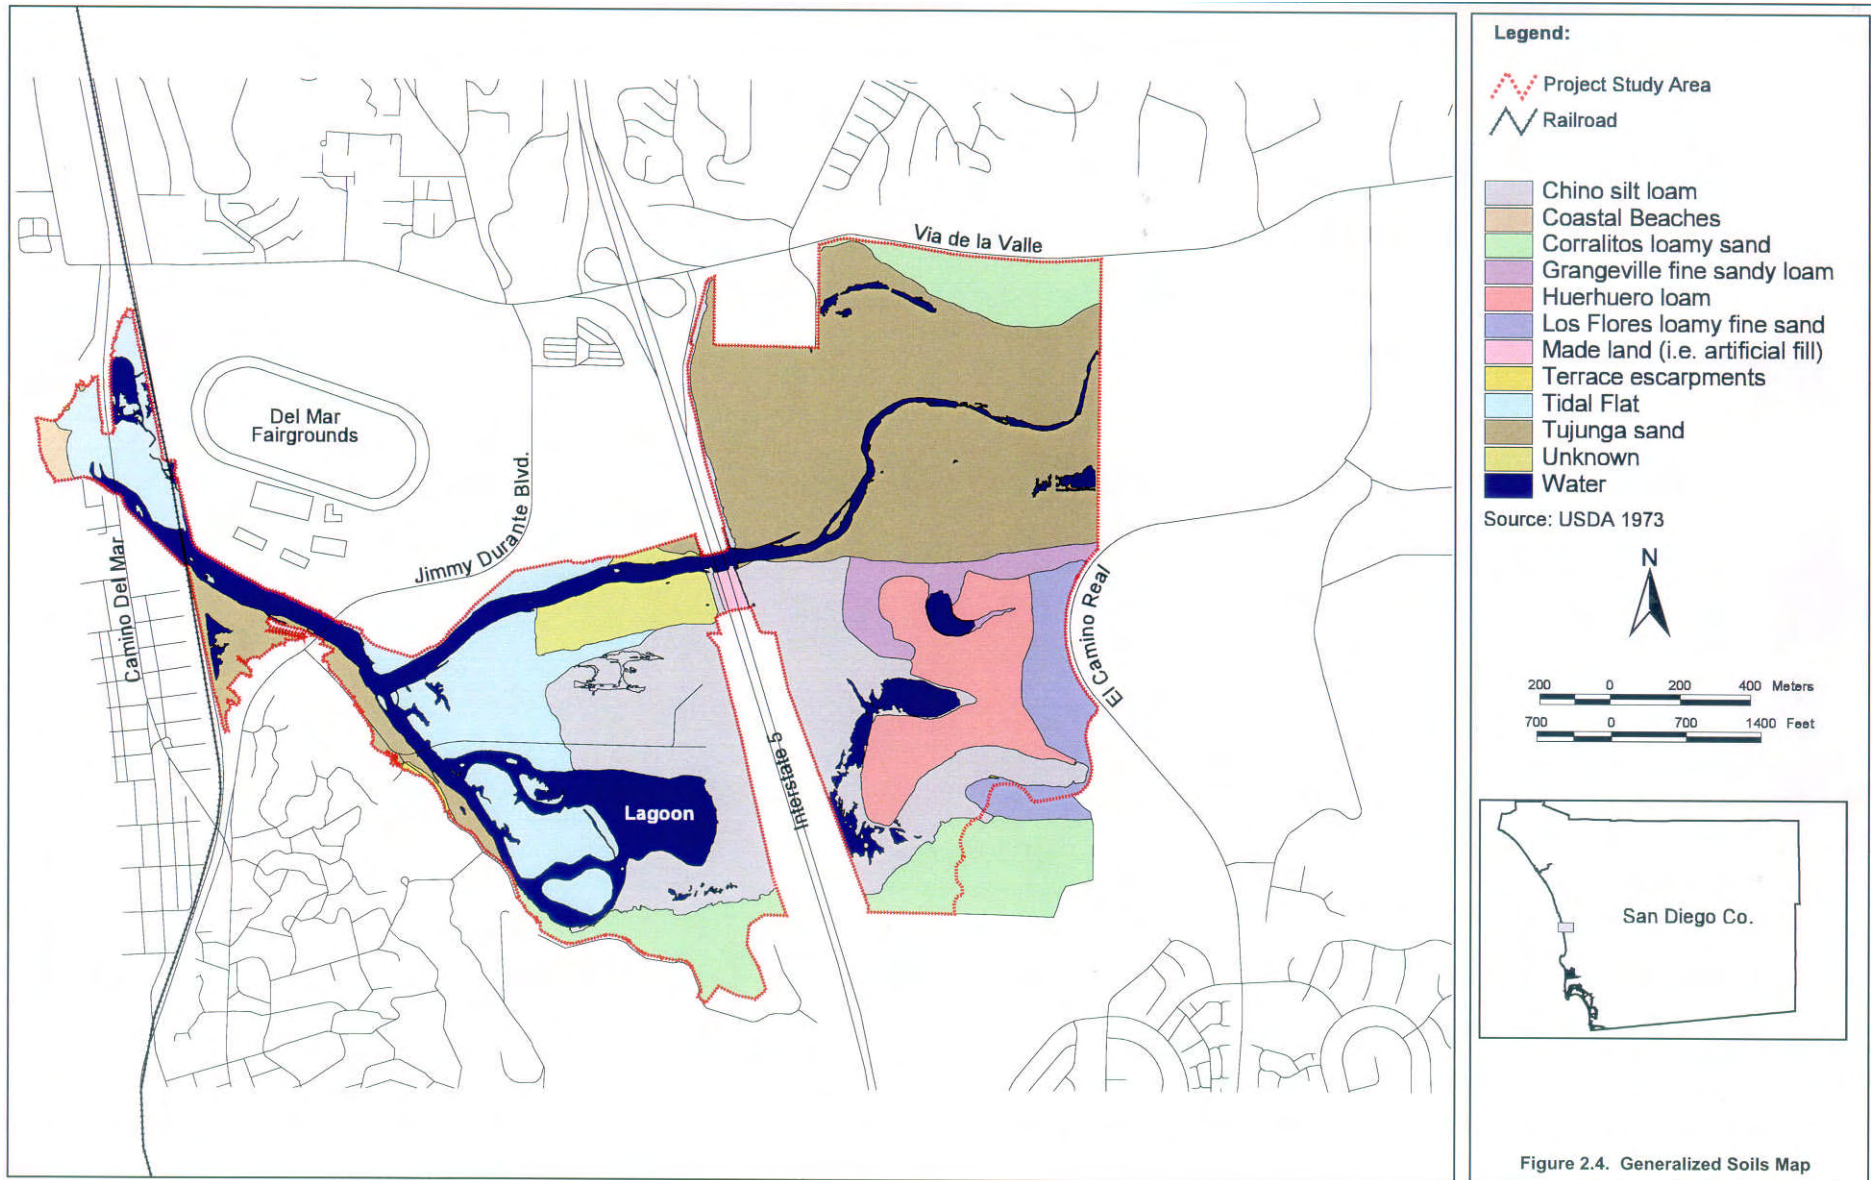 Via de la Valle
Del Mar
Fairgrounds
Jimmy Durante Blvd.
Camino Del Mar
El Camino Real
Interstate 5
Lagoon
Legend:
Project Study Area
Railroad
Chino silt loam
Coastal Beaches
Corralitos loamy sand
Grangeville fine sandy loam
Huerhuero loam
Los Flores loamy fine sand
Made land (i.e. artificial fill)
Terrace escarpments
Tidal Flat
Tujunga sand
Unknown
Water
Source: USDA 1973
N
200 0 200 400 Meters
700 0 700 1400 Feet
San Diego Co.
Figure 2.4. Generalized Soils Map